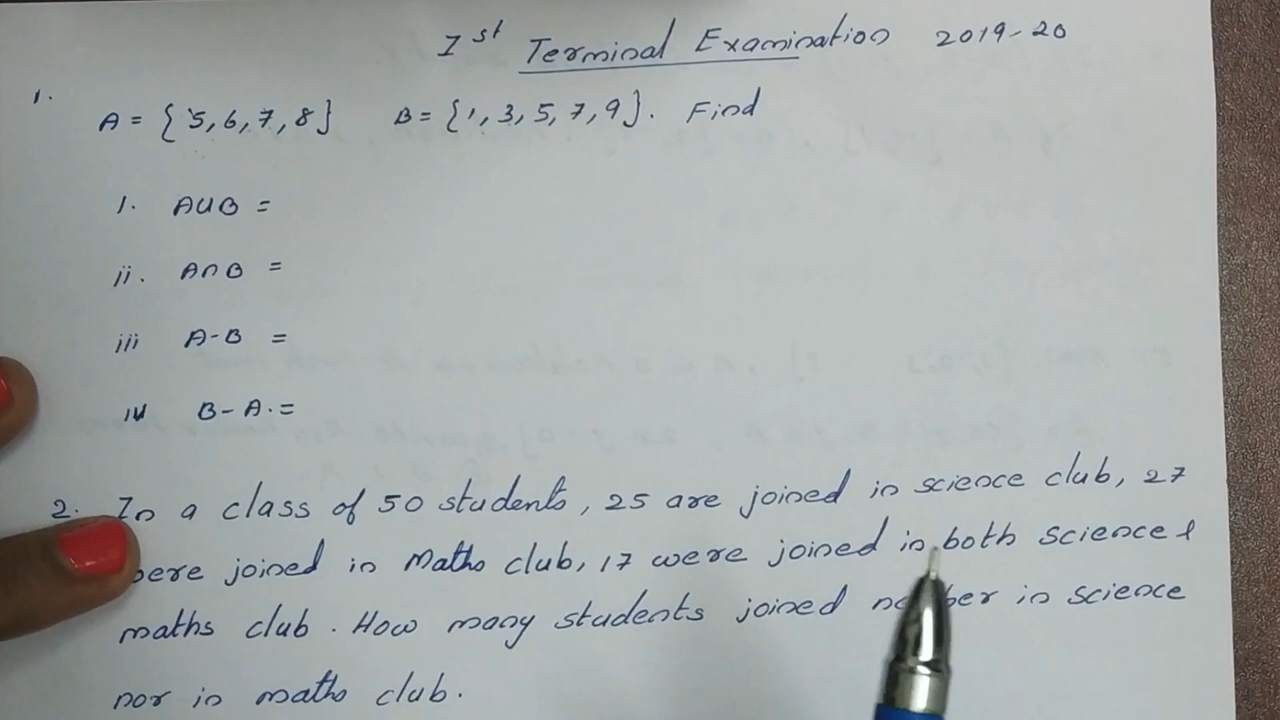 Ist Terminal Examination 2019-20
1.
A = {5, 6, 7, 8} B = {1, 3, 5, 7, 9}. Find
1. A∪B =
ii. A∩B =
iii A-B =
iv B-A. =
2. In a class of 50 students, 25 are joined in science club, 27
were joined in Maths club, 17 were joined in both science &
maths club. How many students joined in science
nor in maths club.